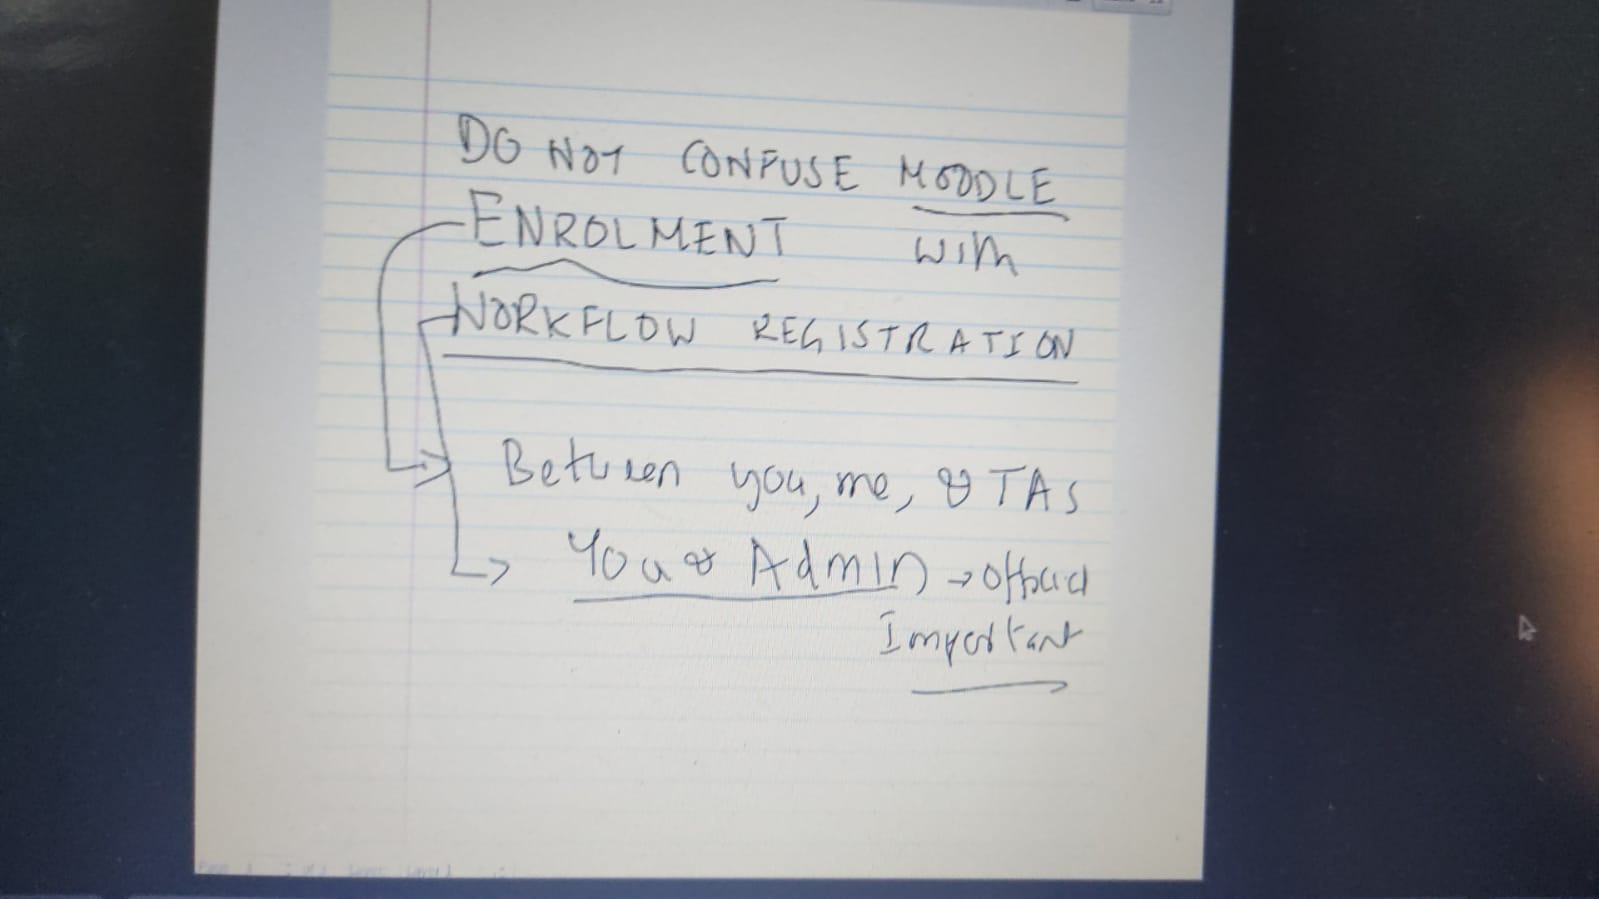 DO NOT CONFUSE MOODLE
ENROLMENT with
WORKFLOW REGISTRATION
Between you, me, & TAs
You & Admin → official
Important